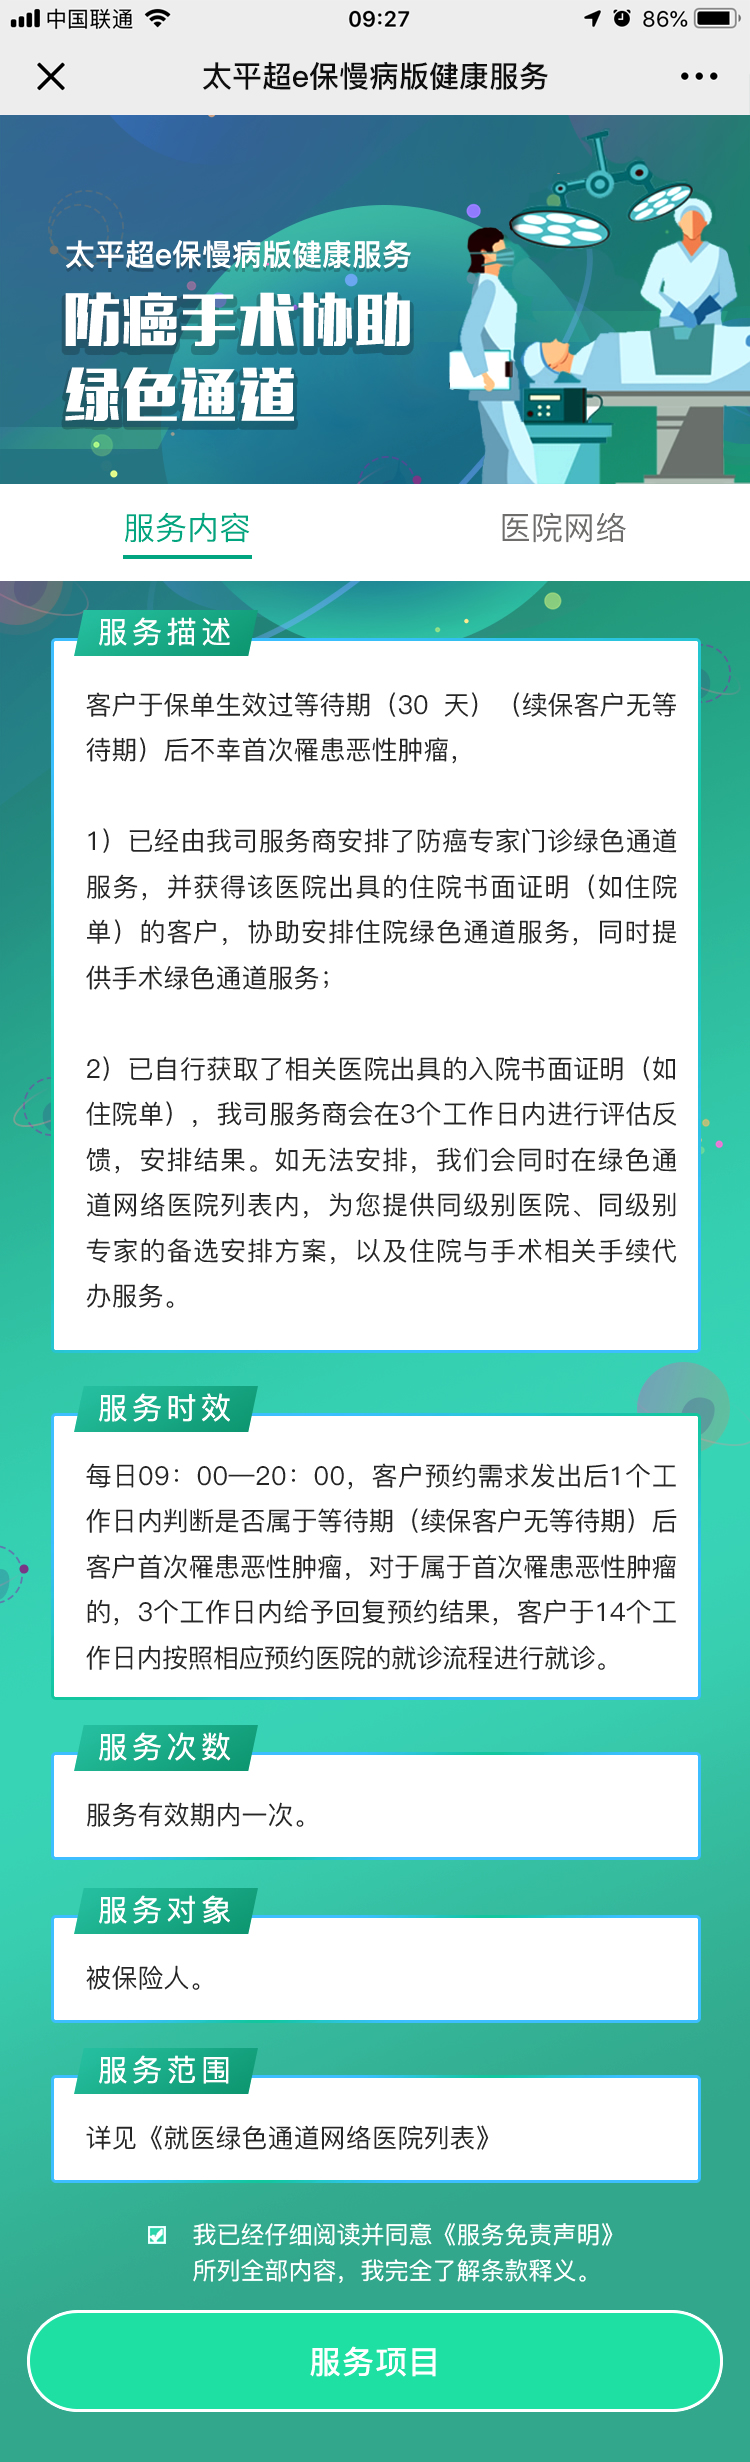 中国联通
09:27
86%
太平超e保慢病版健康服务
太平超e保慢病版健康服务
防癌手术协助
绿色通道
服务内容
医院网络
服务描述
客户于保单生效过等待期（30 天）（续保客户无等
待期）后不幸首次罹患恶性肿瘤，
1）已经由我司服务商安排了防癌专家门诊绿色通道
服务，并获得该医院出具的住院书面证明（如住院
单）的客户，协助安排住院绿色通道服务，同时提
供手术绿色通道服务；
2）已自行获取了相关医院出具的入院书面证明（如
住院单），我司服务商会在3个工作日内进行评估反
馈，安排结果。如无法安排，我们会同时在绿色通
道网络医院列表内，为您提供同级别医院、同级别
专家的备选安排方案，以及住院与手术相关手续代
办服务。
服务时效
每日09：00—20：00，客户预约需求发出后1个工
作日内判断是否属于等待期（续保客户无等待期）后
客户首次罹患恶性肿瘤，对于属于首次罹患恶性肿瘤
的，3个工作日内给予回复预约结果，客户于14个工
作日内按照相应预约医院的就诊流程进行就诊。
服务次数
服务有效期内一次。
服务对象
被保险人。
服务范围
详见《就医绿色通道网络医院列表》
我已经仔细阅读并同意《服务免责声明》
所列全部内容，我完全了解条款释义。
服务项目